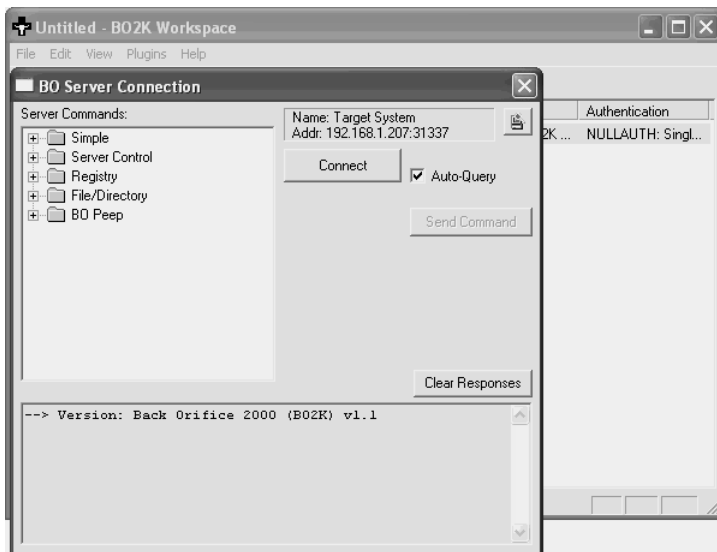 Untitled - BO2K Workspace
File Edit View Plugins Help
BO Server Connection
Server Commands:
Simple
Server Control
Registry
File/Directory
BO Peep
Name: Target System
Addr: 192.168.1.207:31337
Connect
Auto-Query
Send Command
Clear Responses
--> Version: Back Orifice 2000 (BO2K) v1.1
Authentication
2K ... NULLAUTH: Singl...